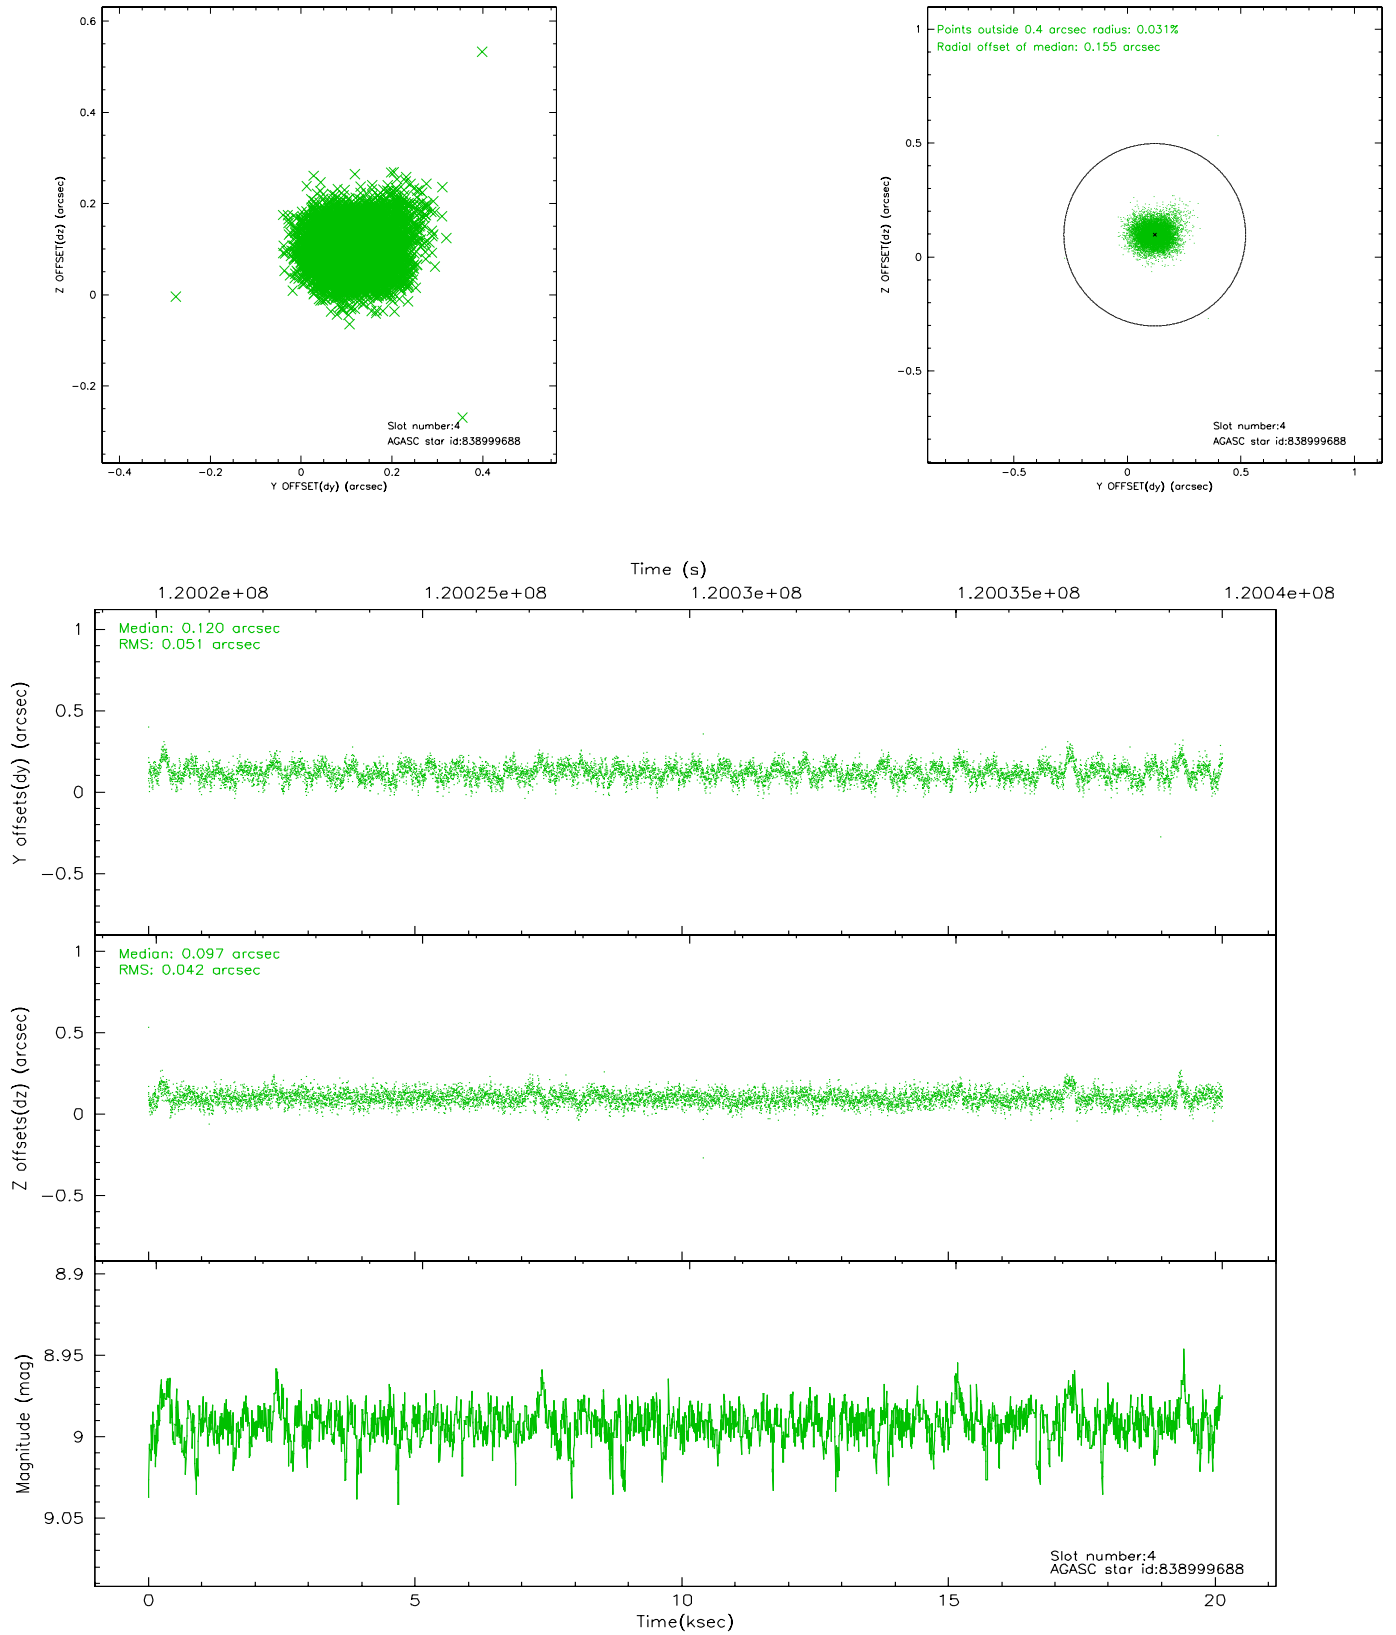 0.6
0.4
0.2
0
−0.2
Z OFFSET(dz) (arcsec)
Slot number:4
AGASC star id:838999688
−0.4 −0.2 0 0.2 0.4
Y OFFSET(dy) (arcsec)
Points outside 0.4 arcsec radius: 0.031%
Radial offset of median: 0.155 arcsec
1
0.5
0
−0.5
Z OFFSET(dz) (arcsec)
Slot number:4
AGASC star id:838999688
−0.5 0 0.5 1
Y OFFSET(dy) (arcsec)
Time (s)
1.2002e+08 1.20025e+08 1.2003e+08 1.20035e+08 1.2004e+08
Median: 0.120 arcsec
RMS: 0.051 arcsec
1
0.5
0
−0.5
Y offsets(dy) (arcsec)
Median: 0.097 arcsec
RMS: 0.042 arcsec
1
0.5
0
−0.5
Z offsets(dz) (arcsec)
8.9
8.95
9
9.05
Magnitude (mag)
Slot number:4
AGASC star id:838999688
0 5 10 15 20
Time(ksec)